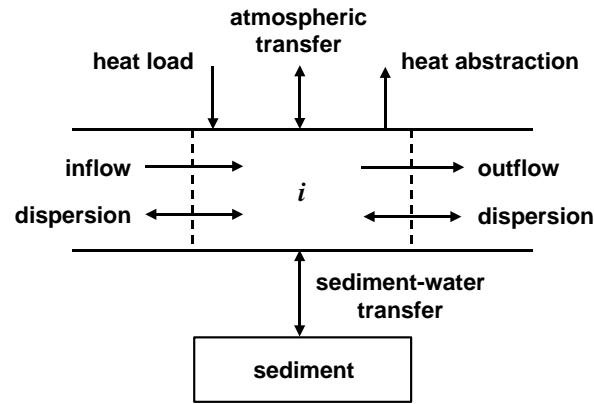 atmospheric
transfer
heat load
heat abstraction
inflow
outflow
i
dispersion
dispersion
sediment-water
transfer
sediment